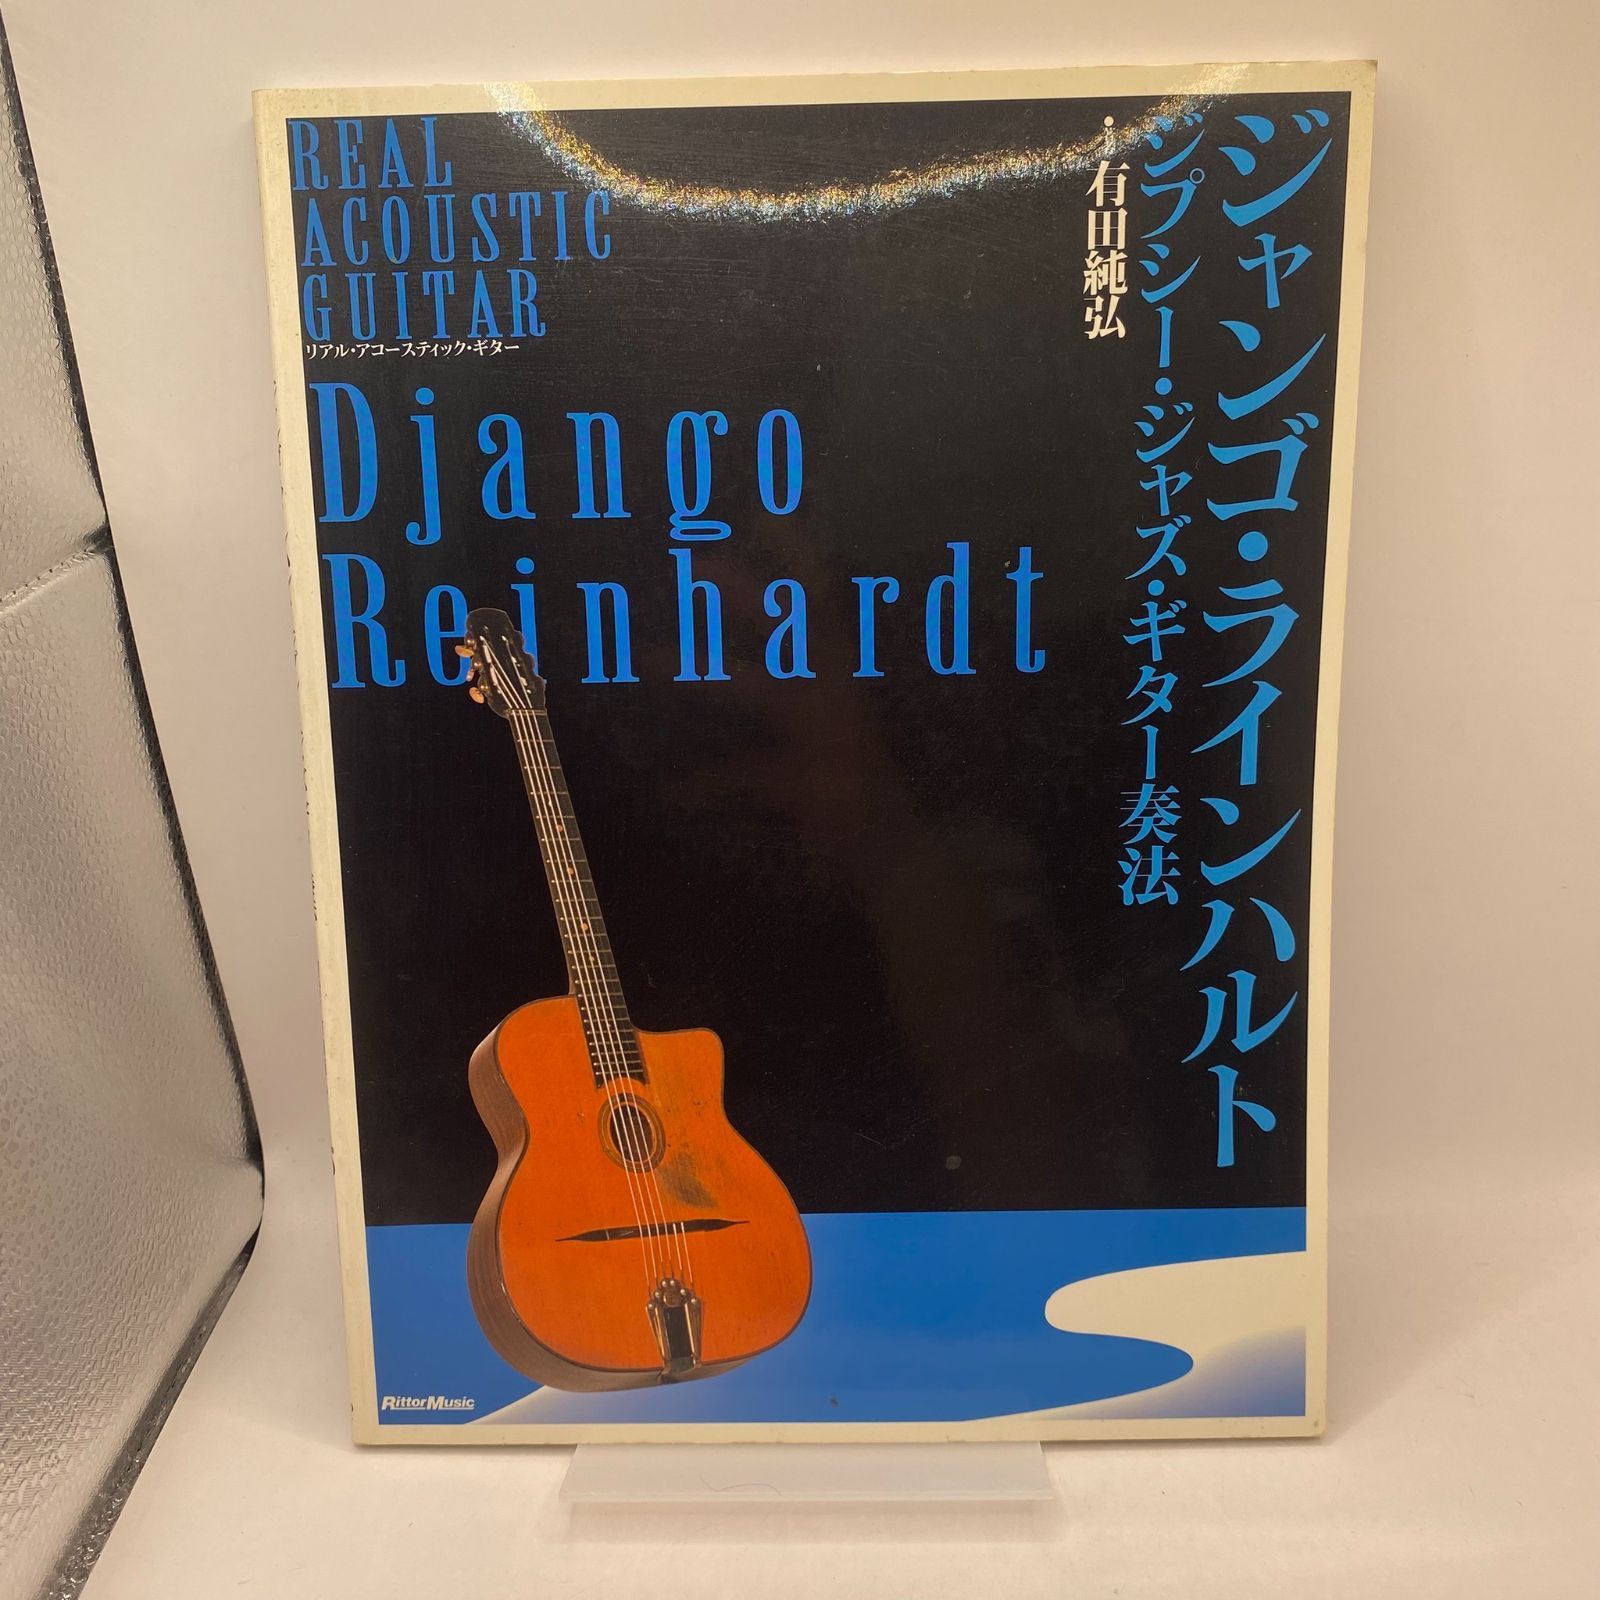 REAL
ACOUSTIC
GUITAR
リアル・アコースティック・ギター
Django
Reinhardt
ジャンゴ・ラインハルト
ジプシー・ジャズ・ギター奏法
・有田純弘
RittorMusic